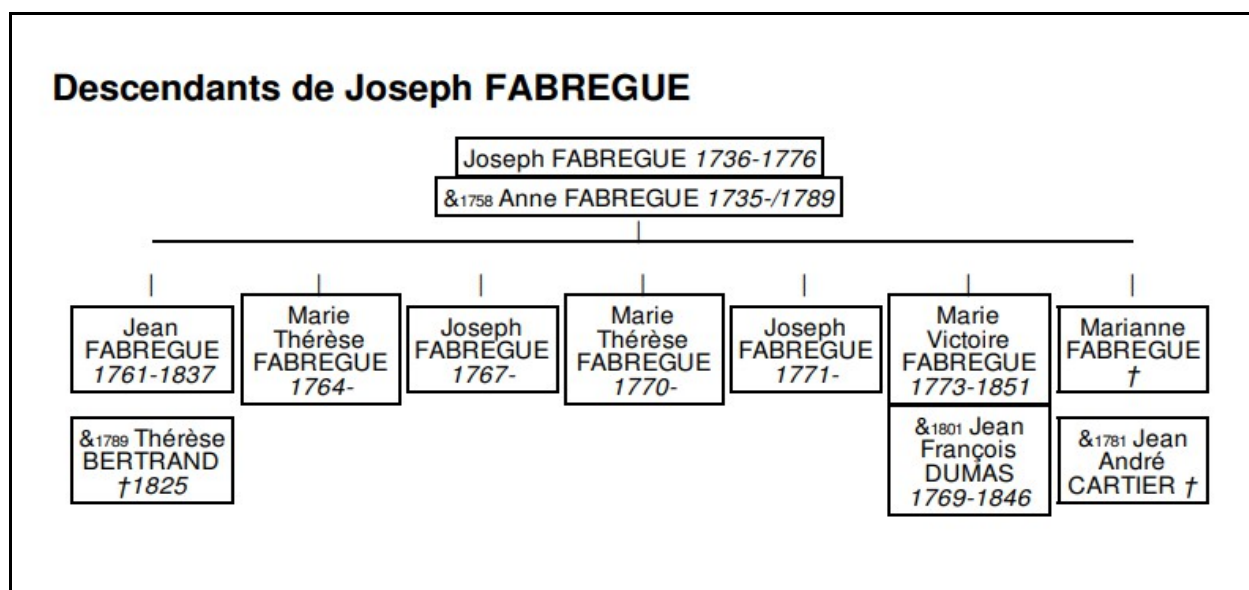 Descendants de Joseph FABREGUE
Joseph FABREGUE 1736-1776
&1758 Anne FABREGUE 1735-/1789
Jean
FABREGUE
1761-1837
&1789 Thérèse
BERTRAND
†1825
Marie
Thérèse
FABREGUE
1764-
Joseph
FABREGUE
1767-
Marie
Thérèse
FABREGUE
1770-
Joseph
FABREGUE
1771-
Marie
Victoire
FABREGUE
1773-1851
&1801 Jean
François
DUMAS
1769-1846
Marianne
FABREGUE
†
&1781 Jean
André
CARTIER †